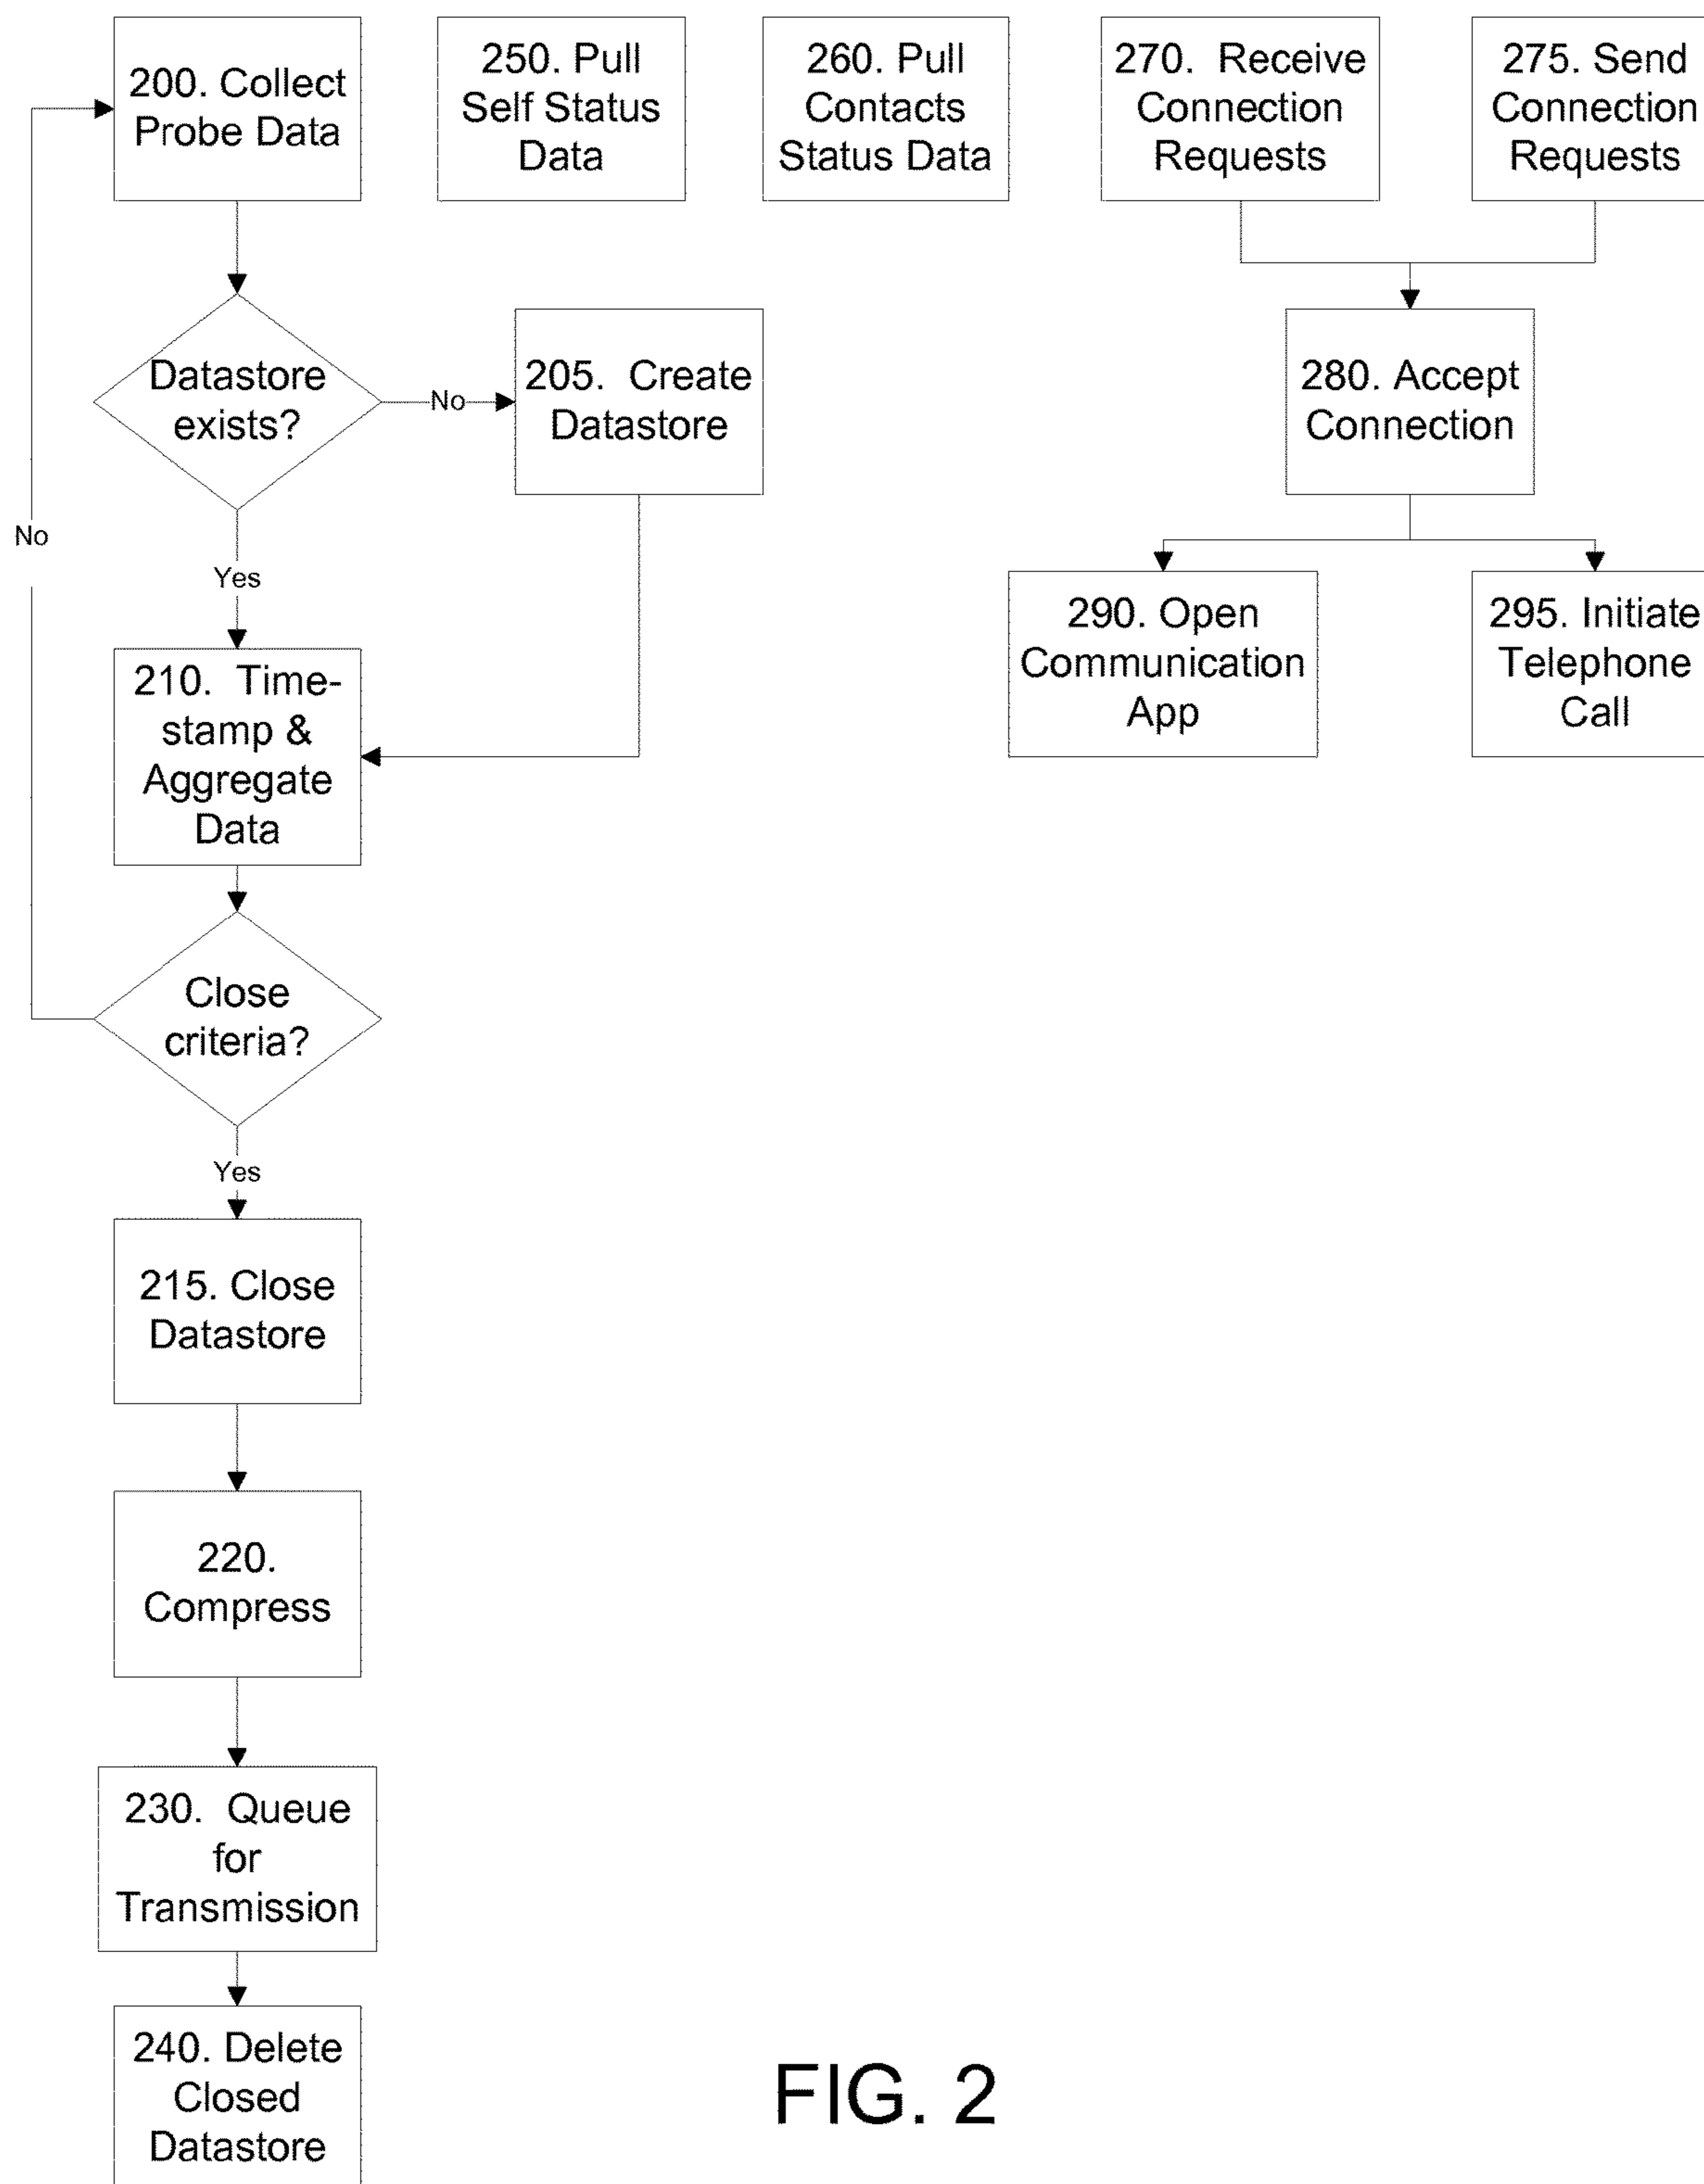 200. Collect
Probe Data
250. Pull
Self Status
Data
260. Pull
Contacts
Status Data
270. Receive
Connection
Requests
275. Send
Connection
Requests
Datastore
exists?
No
205. Create
Datastore
280. Accept
Connection
No
Yes
290. Open
Communication
App
295. Initiate
Telephone
Call
210. Time-
stamp &
Aggregate
Data
Close
criteria?
Yes
215. Close
Datastore
220.
Compress
230. Queue
for
Transmission
240. Delete
Closed
Datastore
FIG. 2